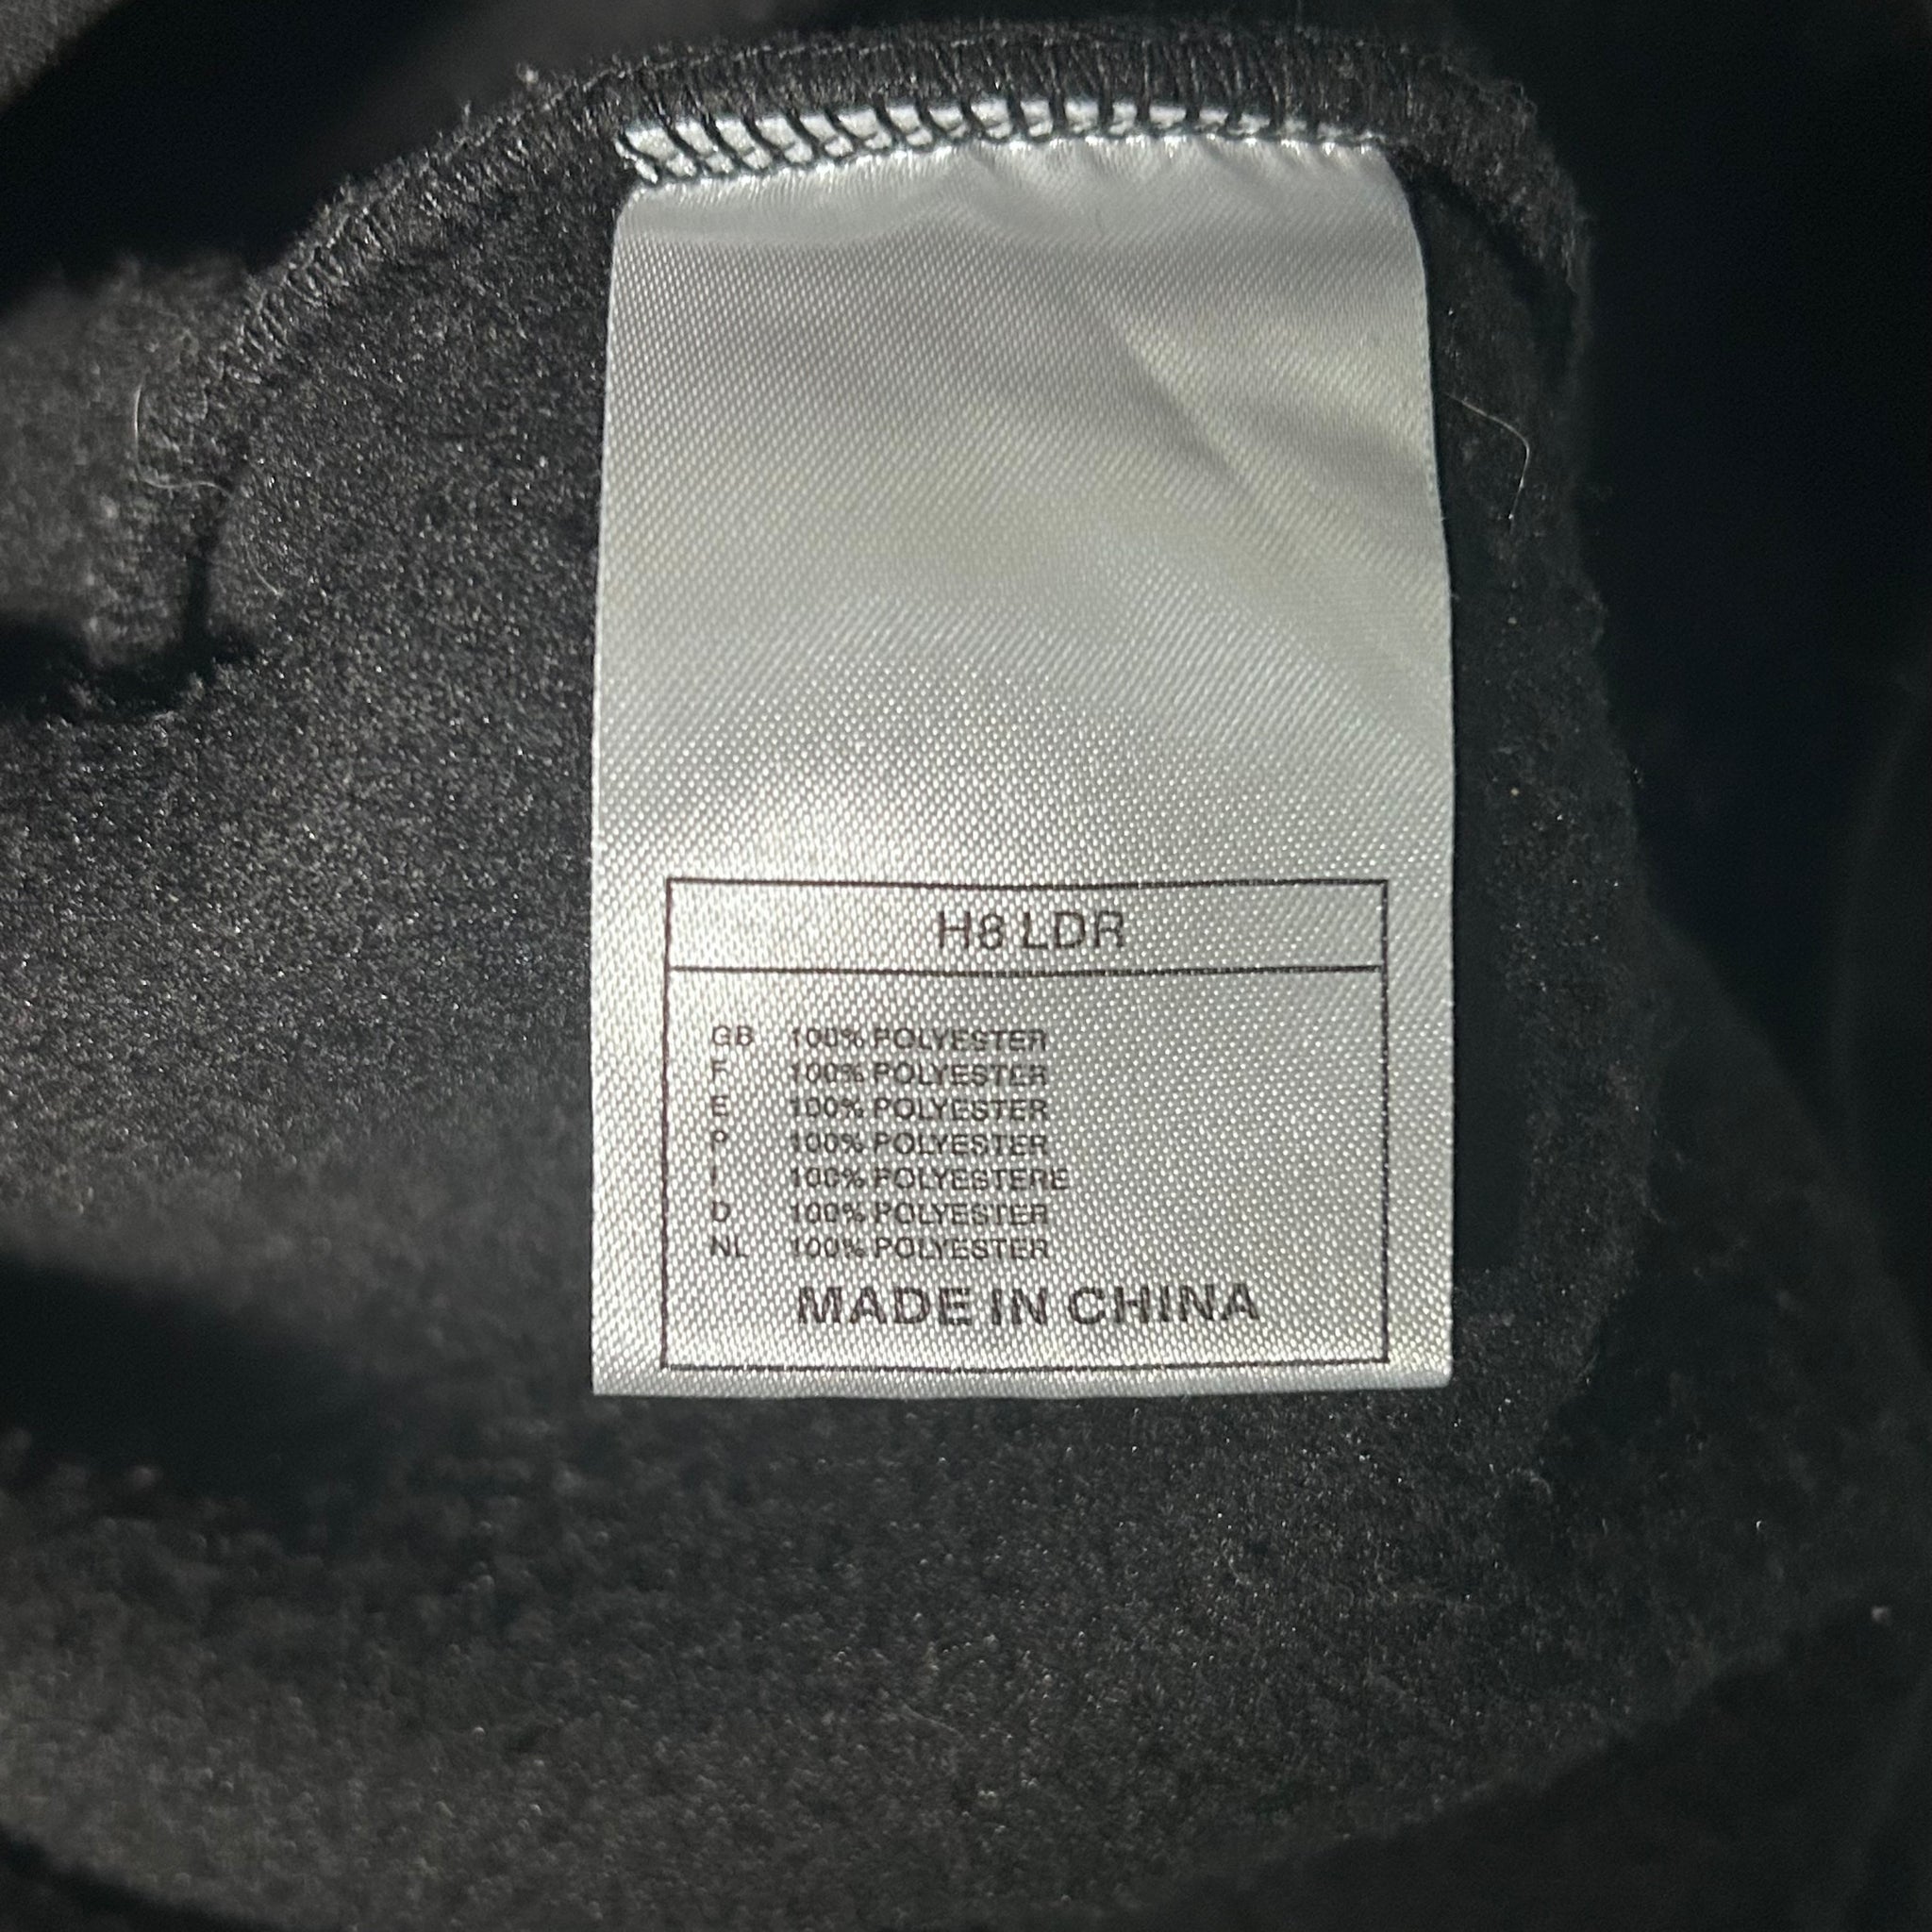 H8 LDR
GB 100% POLYESTER
F 100% POLYESTER
E 100% POLYESTER
P 100% POLYESTER
I 100% POLYESTERE
D 100% POLYESTER
NL 100% POLYESTER
MADE IN CHINA